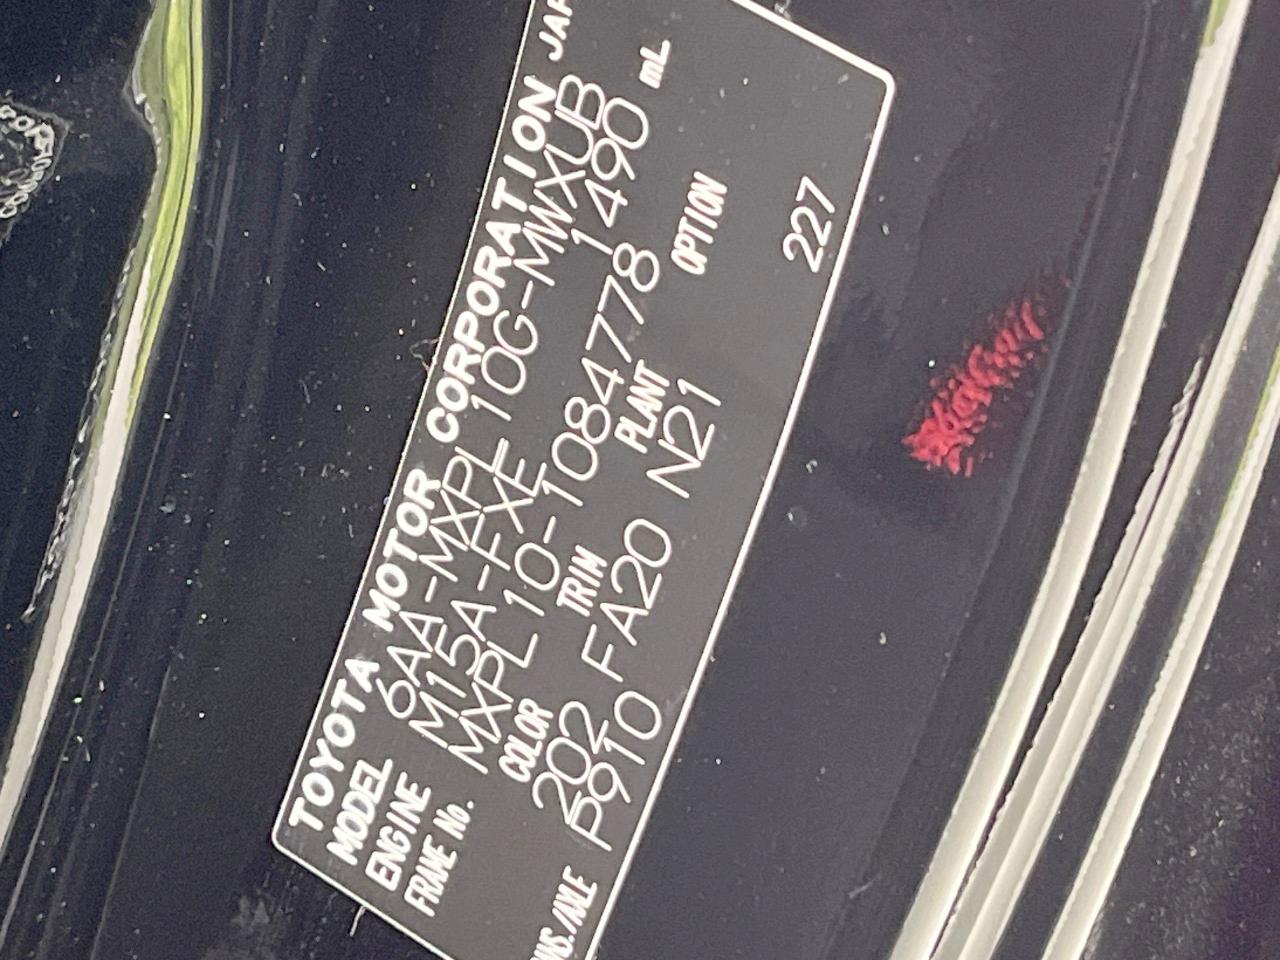 TOYOTA MOTOR CORPORATION
MODEL 6AA-MXPL10G-MWXUB
ENGINE M15A-FXE 1490 mL
FRAME No. MXPL10-1084778
COLOR TRIM PLANT OPTION
202 FA20 N21
P910 227